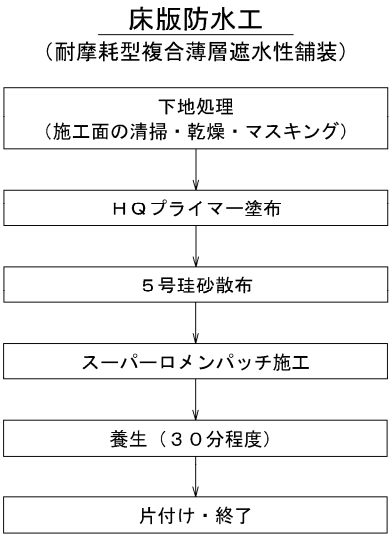 床版防水工
（耐摩耗型複合薄層遮水性舗装）
下地処理
（施工面の清掃・乾燥・マスキング）
ＨＱプライマー塗布
５号珪砂散布
スーパーロメンパッチ施工
養生（３０分程度）
片付け・終了